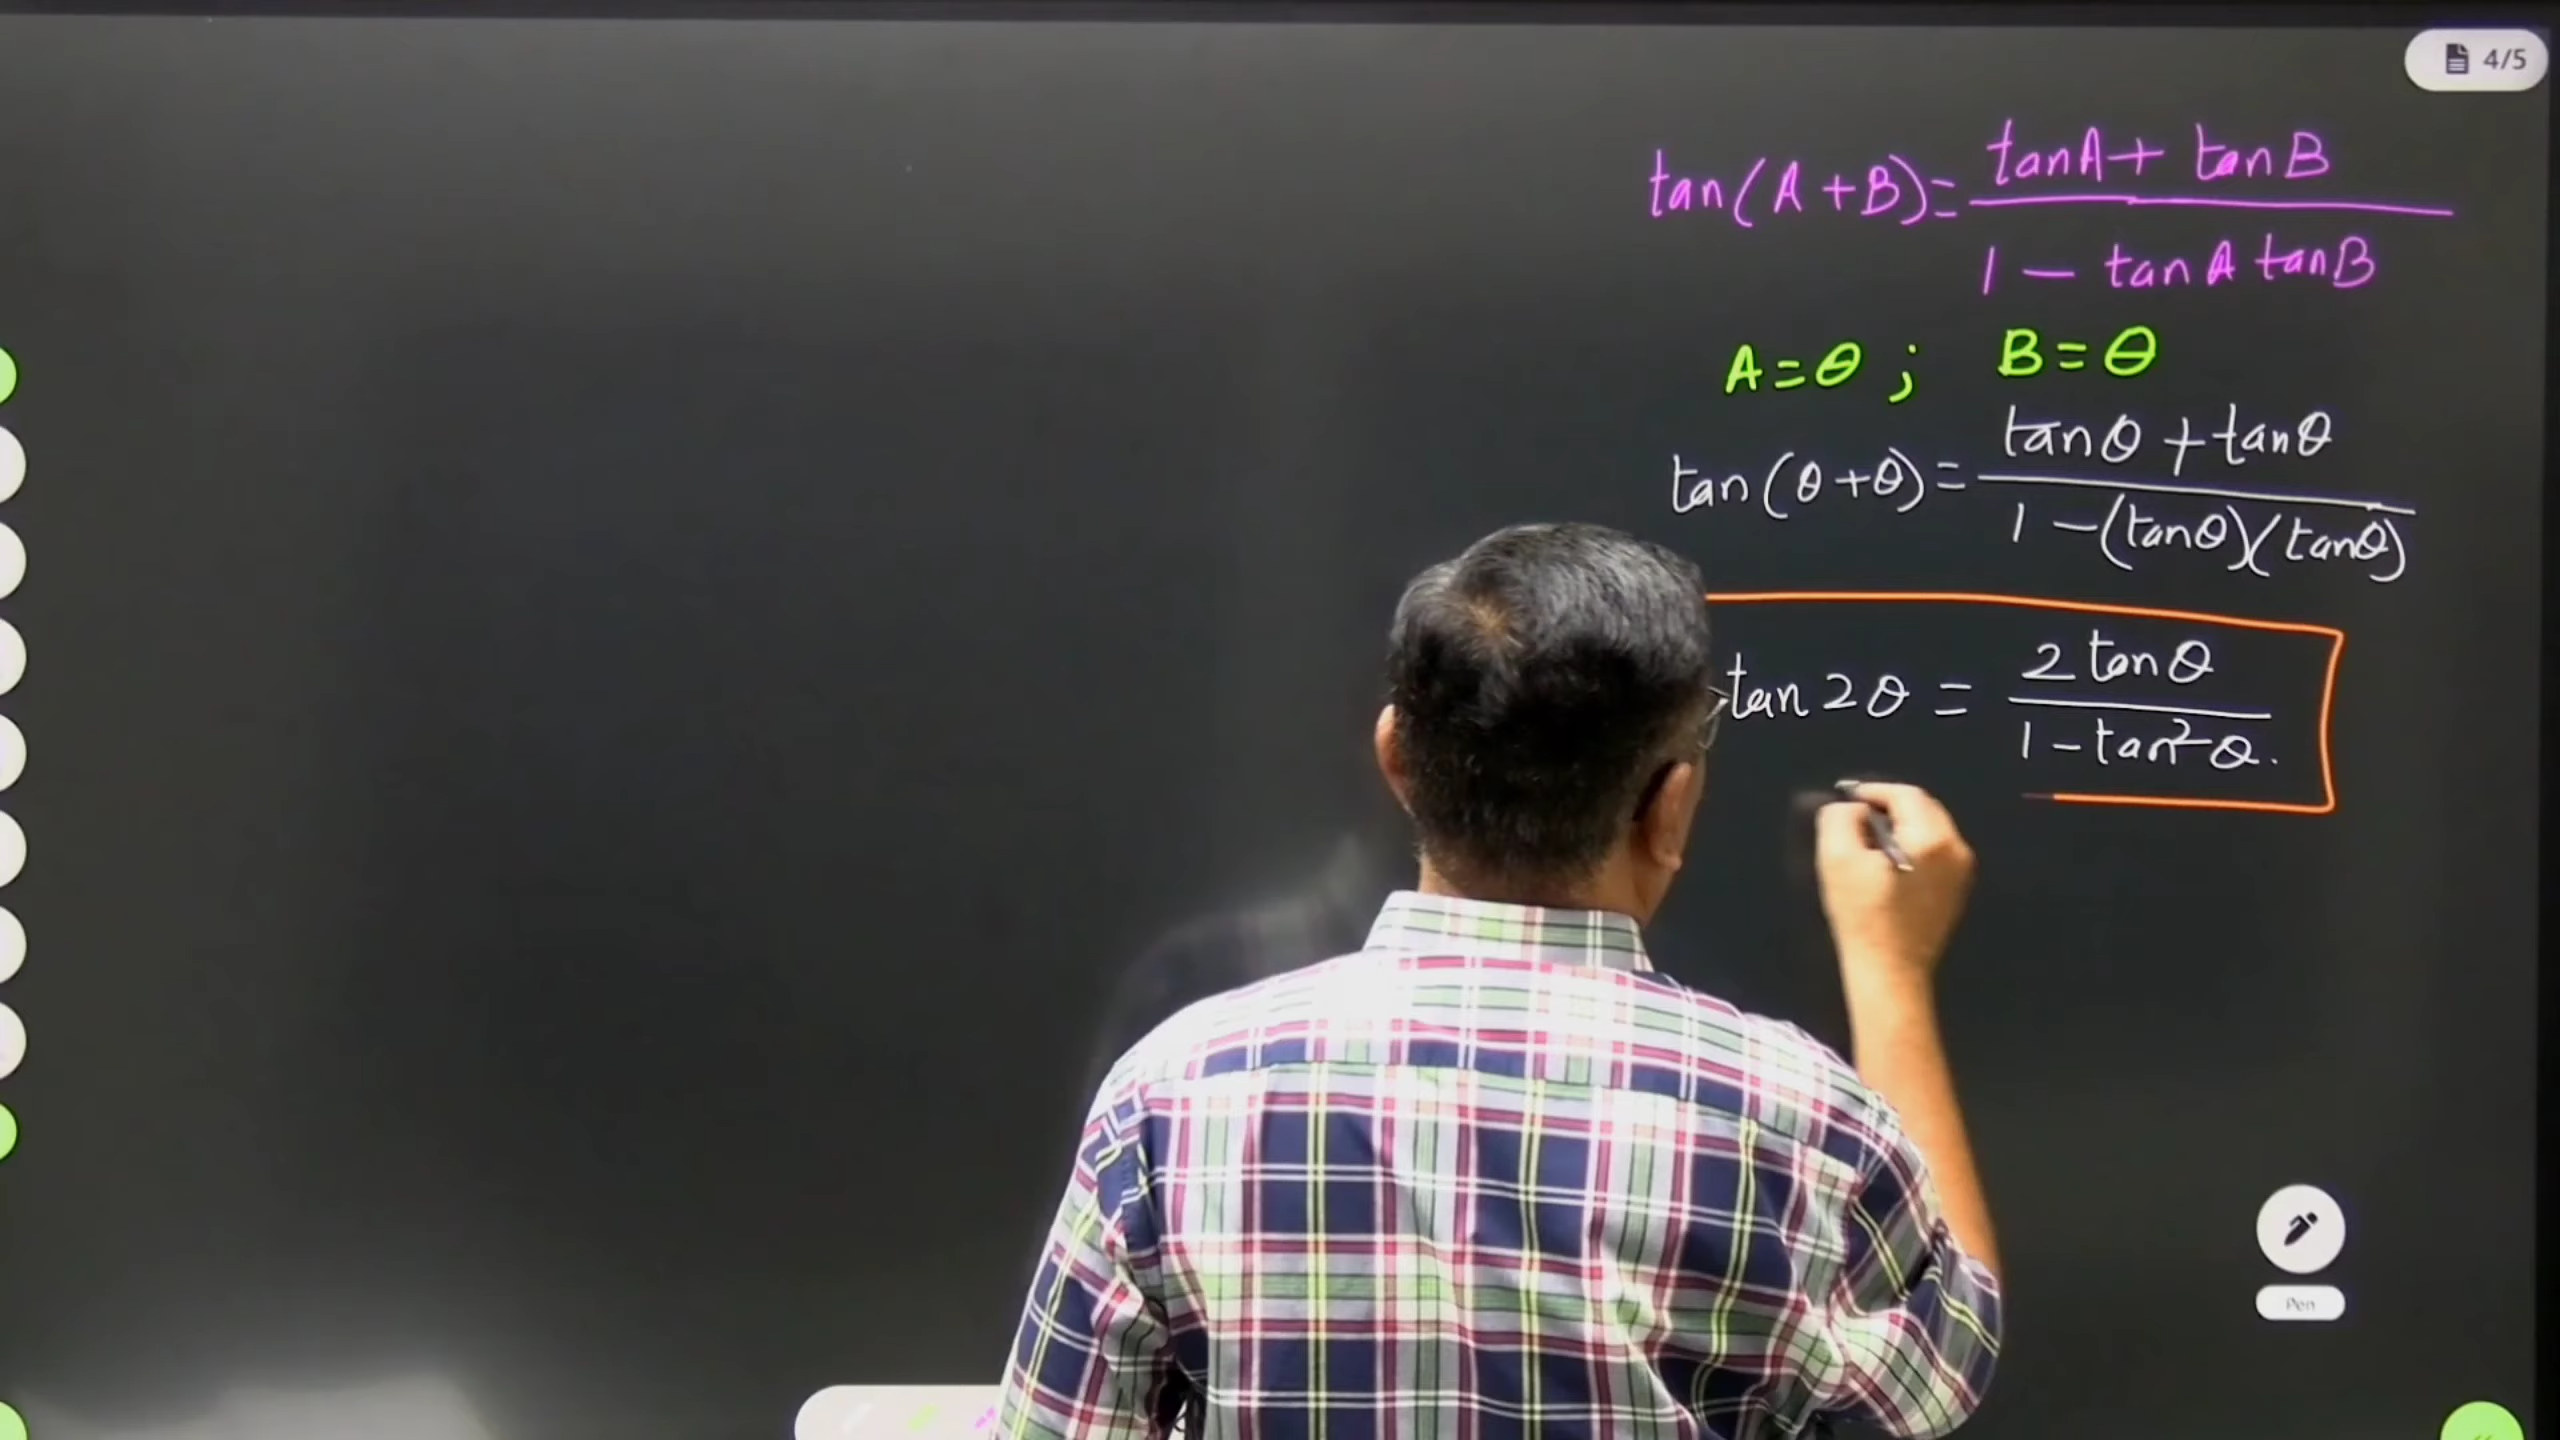 4/5
tan(A+B) = (tanA + tanB) / (1 - tanA tanB)
A = θ ; B = θ
tan(θ+θ) = (tanθ + tanθ) / (1 - (tanθ)(tanθ))
tan 2θ = (2 tanθ) / (1 - tan²θ).
Pen